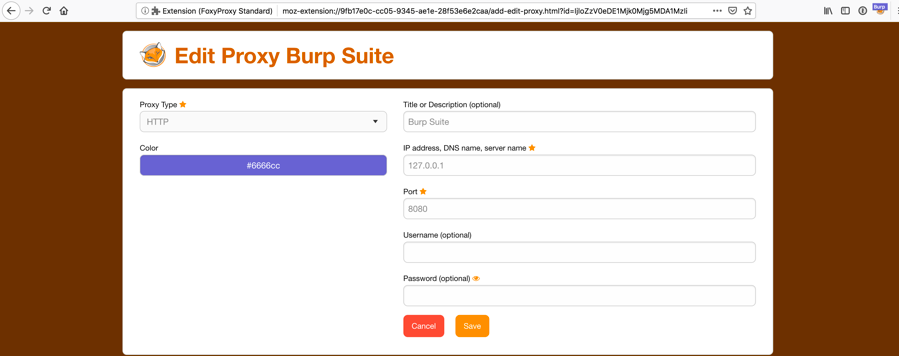 Extension (FoxyProxy Standard)
moz-extension://9fb17e0c-cc05-9345-ae1e-28f53e6e2caa/add-edit-proxy.html?id=ljloZzV0eDE1Mjk0Mjg5MDA1MzIi
Burp
Edit Proxy Burp Suite
Proxy Type
HTTP
Color
#6666cc
Title or Description (optional)
Burp Suite
IP address, DNS name, server name
127.0.0.1
Port
8080
Username (optional)
Password (optional)
Cancel
Save